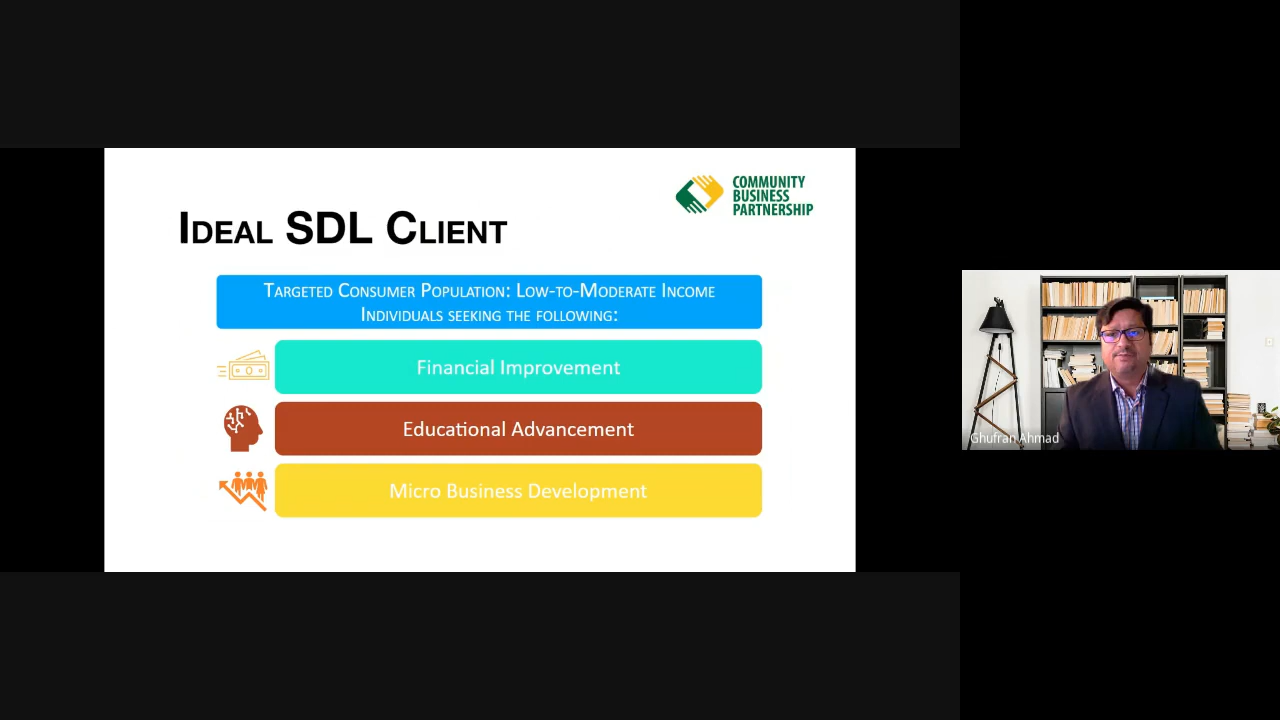 COMMUNITY
BUSINESS
PARTNERSHIP
IDEAL SDL CLIENT
TARGETED CONSUMER POPULATION: LOW-TO-MODERATE INCOME
INDIVIDUALS SEEKING THE FOLLOWING:
Financial Improvement
Educational Advancement
Micro Business Development
Ghufran Ahmad